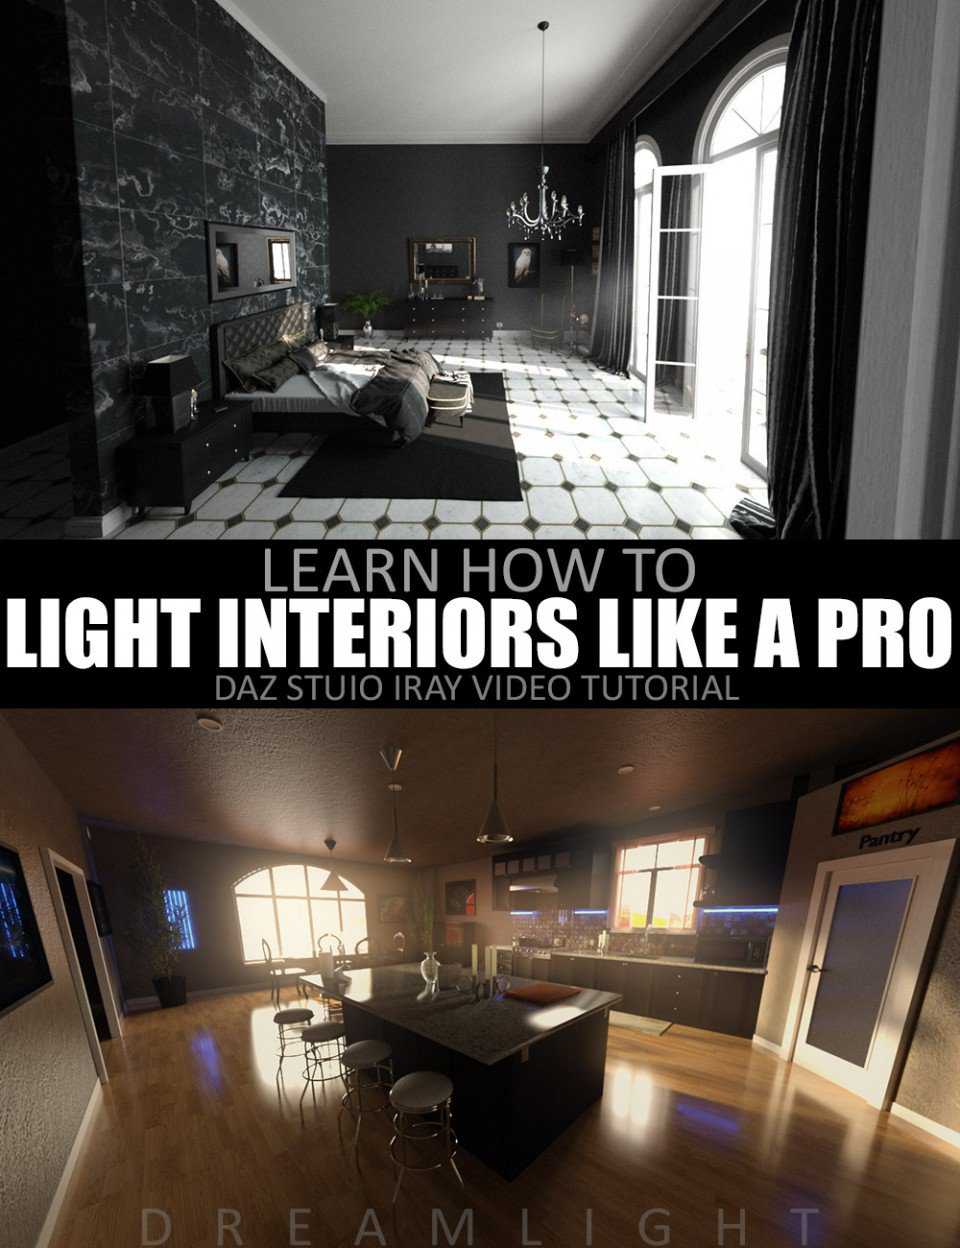 LEARN HOW TO
LIGHT INTERIORS LIKE A PRO
DAZ STUIO IRAY VIDEO TUTORIAL
Pantry
DREAMLIGHT